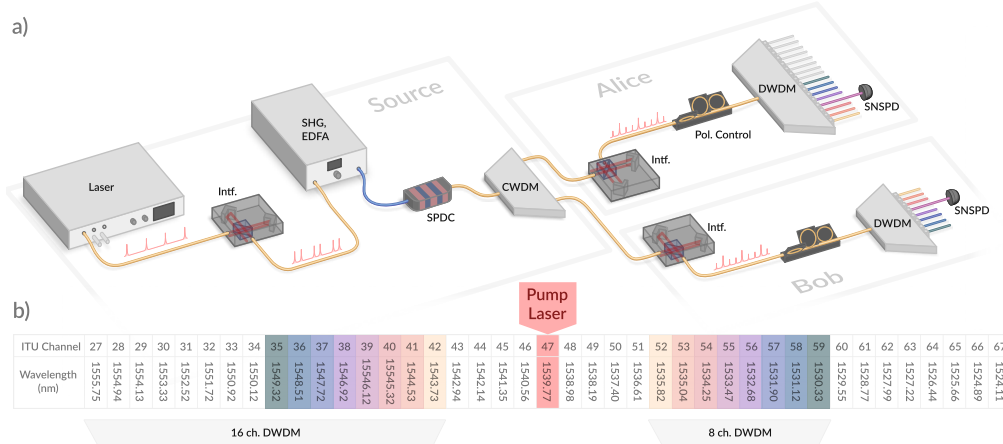 a)
Source
Alice
SHG,
EDFA
DWDM
SNSPD
Pol. Control
Laser
Intf.
CWDM
Intf.
SPDC
Intf.
DWDM
SNSPD
Bob
b)
Pump
Laser
ITU Channel 27 28 29 30 31 32 33 34 35 36 37 38 39 40 41 42 43 44 45 46 47 48 49 50 51 52 53 54 55 56 57 58 59 60 61 62 63 64 65 66 67
Wavelength
(nm)
1555.75 1554.94 1554.13 1553.33 1552.52 1551.72 1550.92 1550.12 1549.32 1548.51 1547.72 1546.92 15546.12 15545.32 1544.53 1543.73 1542.94 1542.14 1541.35 1540.56 1539.77 1538.98 1538.19 1537.40 1536.61 1535.82 1535.04 1534.25 1533.47 1532.68 1531.90 1531.12 1530.33 1529.55 1528.77 1527.99 1527.22 1526.44 1525.66 1524.89 1524.11
16 ch. DWDM
8 ch. DWDM